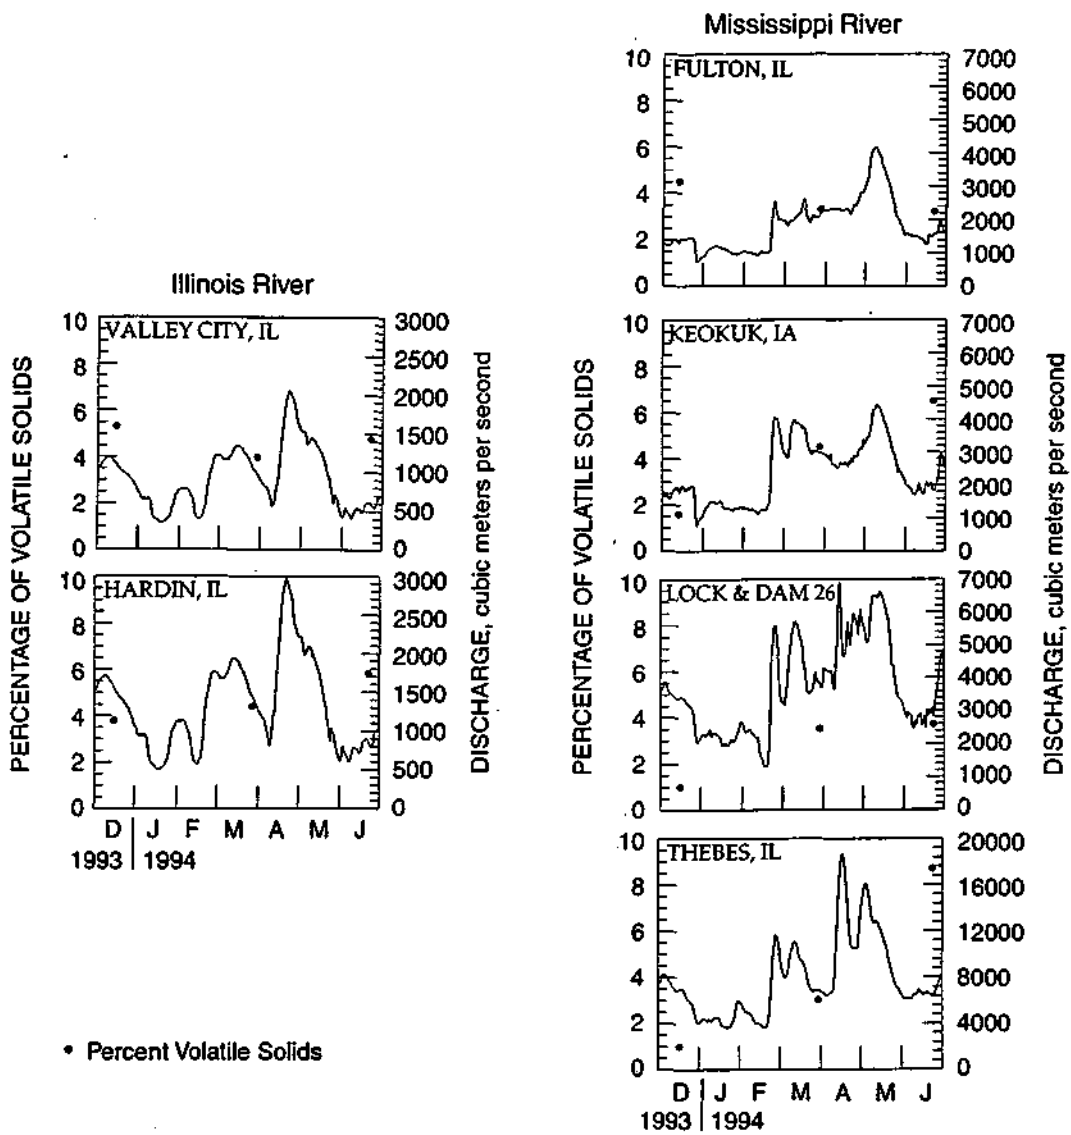 Mississippi River
FULTON, IL
10 8 6 4 2 0
7000 6000 5000 4000 3000 2000 1000 0
Illinois River
VALLEY CITY, IL
10 8 6 4 2 0
3000 2500 2000 1500 1000 500 0
KEOKUK, IA
10 8 6 4 2 0
7000 6000 5000 4000 3000 2000 1000 0
HARDIN, IL
10 8 6 4 2 0
3000 2500 2000 1500 1000 500 0
LOCK & DAM 26
10 8 6 4 2 0
7000 6000 5000 4000 3000 2000 1000 0
PERCENTAGE OF VOLATILE SOLIDS
DISCHARGE, cubic meters per second
PERCENTAGE OF VOLATILE SOLIDS
DISCHARGE, cubic meters per second
D J F M A M J
1993 1994
THEBES, IL
10 8 6 4 2 0
20000 16000 12000 8000 4000 0
D J F M A M J
1993 1994
• Percent Volatile Solids